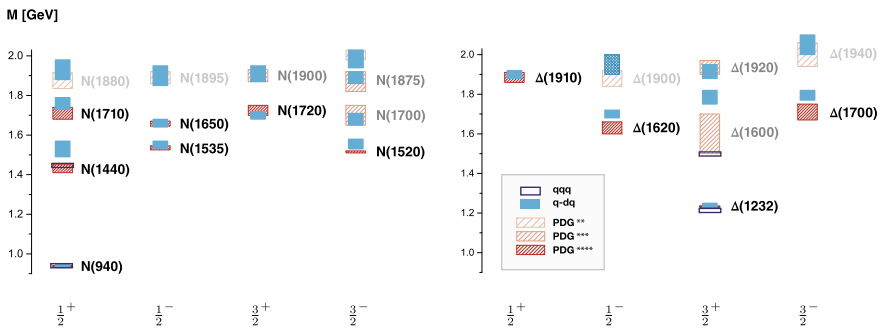 M [GeV]
2.0
1.8
1.6
1.4
1.2
1.0
N(1880)
N(1710)
N(1440)
N(940)
N(1895)
N(1650)
N(1535)
N(1900)
N(1720)
N(1875)
N(1700)
N(1520)
1/2 +
1/2 −
3/2 +
3/2 −
2.0
1.8
1.6
1.4
1.2
1.0
Δ(1910)
Δ(1900)
Δ(1620)
Δ(1920)
Δ(1600)
Δ(1232)
Δ(1940)
Δ(1700)
qqq
q-dq
PDG **
PDG ***
PDG ****
1/2 +
1/2 −
3/2 +
3/2 −